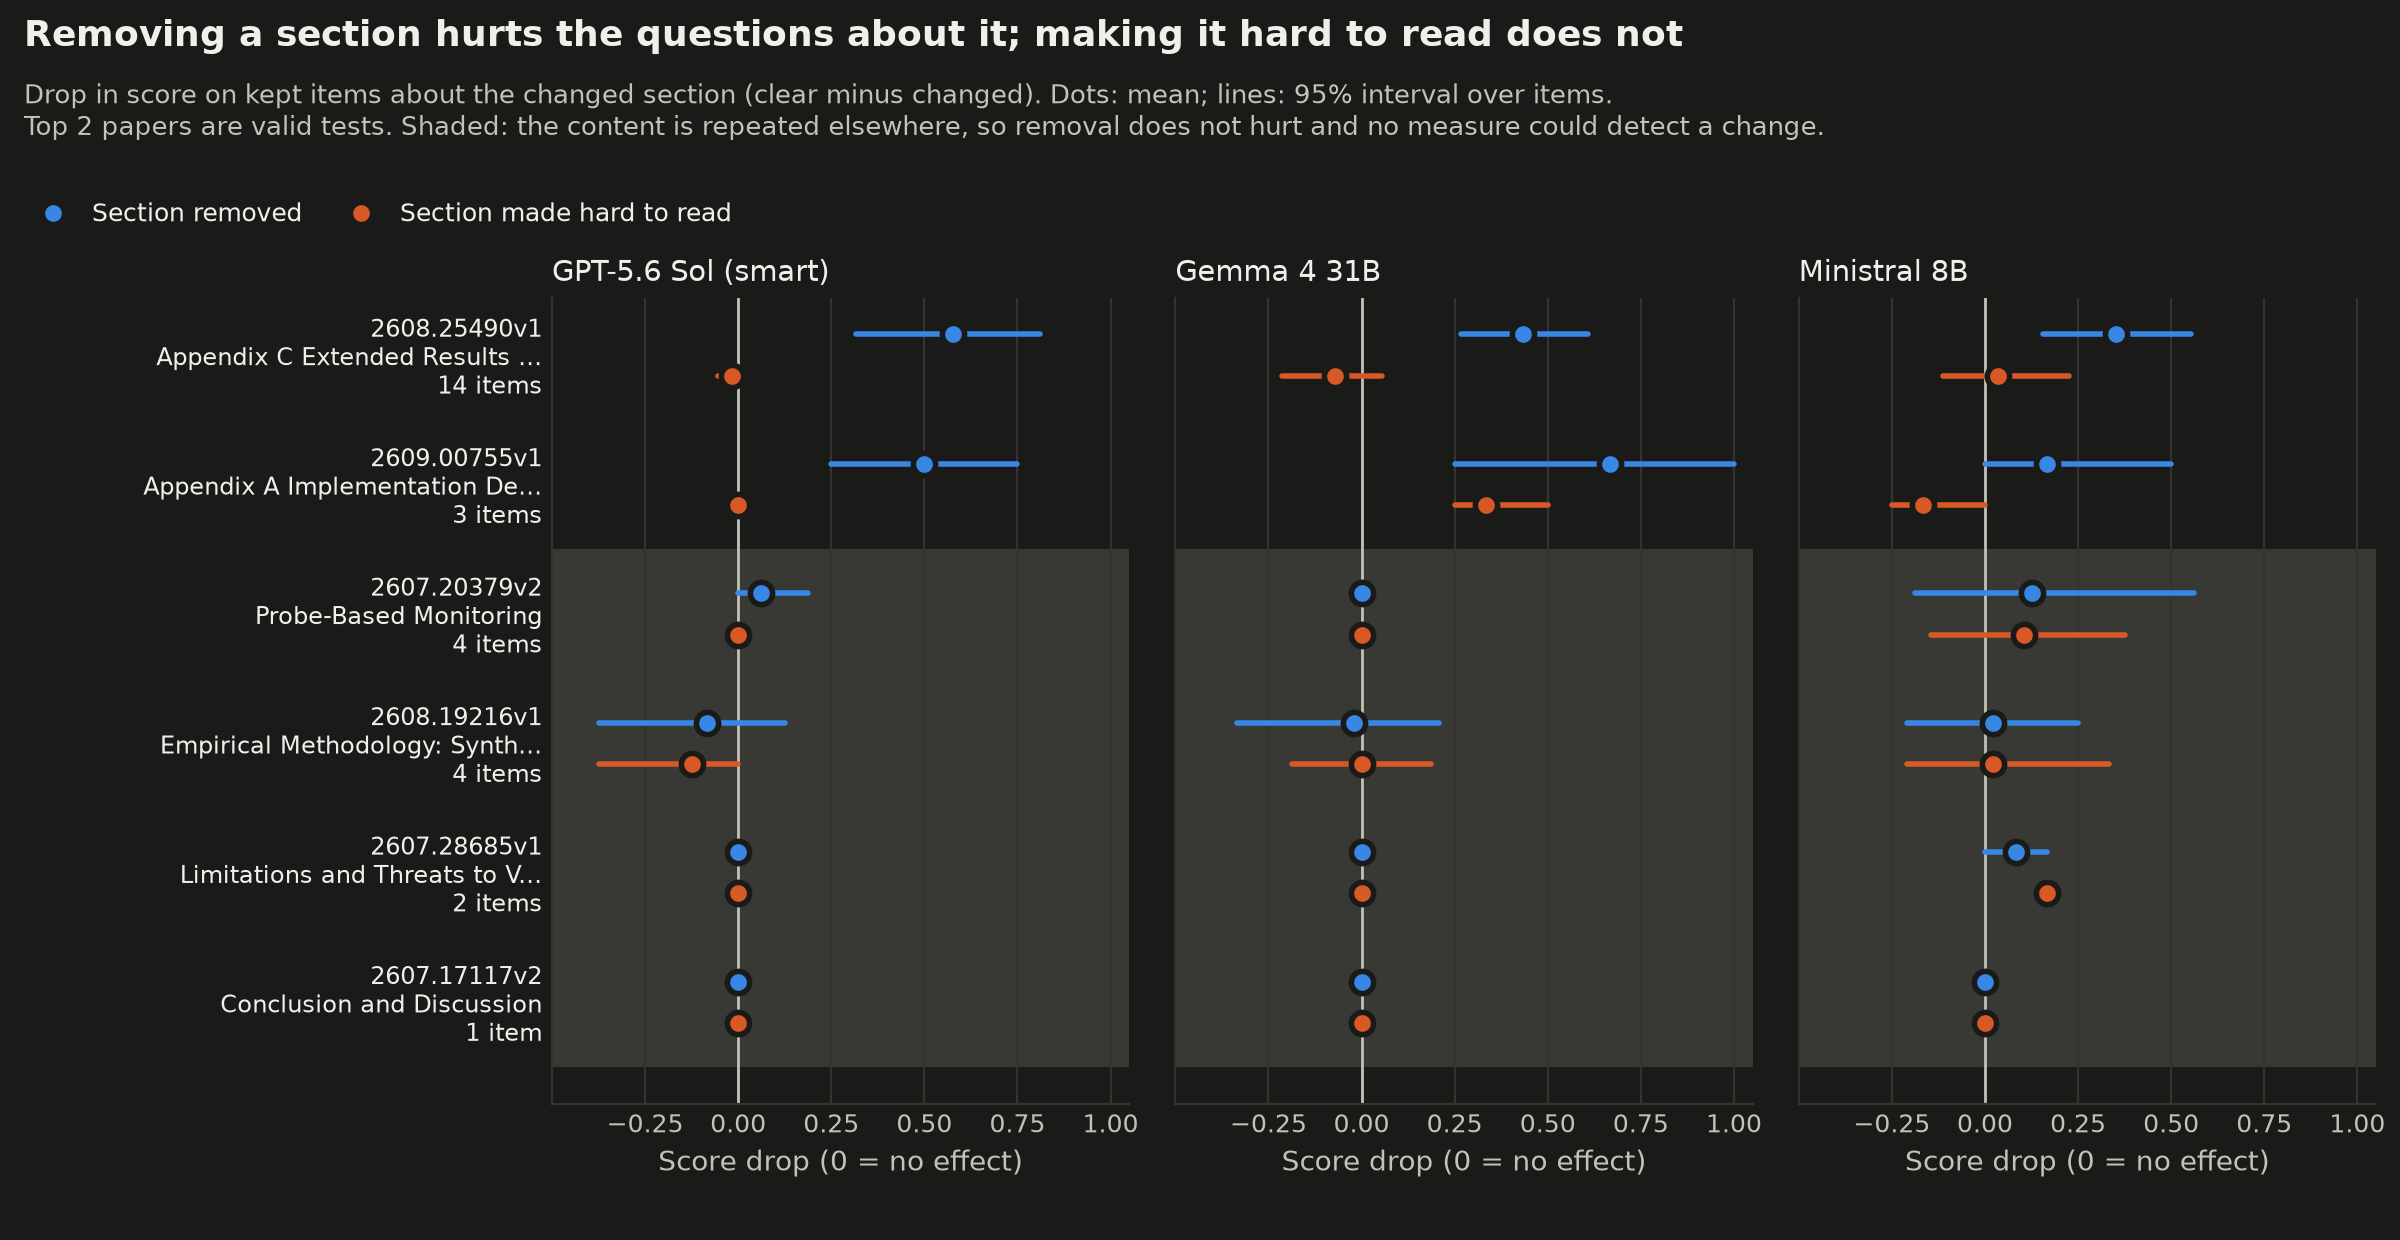 Removing a section hurts the questions about it; making it hard to read does not
Drop in score on kept items about the changed section (clear minus changed). Dots: mean; lines: 95% interval over items.
Top 2 papers are valid tests. Shaded: the content is repeated elsewhere, so removal does not hurt and no measure could detect a change.
Section removed
Section made hard to read
GPT-5.6 Sol (smart)
Gemma 4 31B
Ministral 8B
2608.25490v1
Appendix C Extended Results …
14 items
2609.00755v1
Appendix A Implementation De…
3 items
2607.20379v2
Probe-Based Monitoring
4 items
2608.19216v1
Empirical Methodology: Synth…
4 items
2607.28685v1
Limitations and Threats to V…
2 items
2607.17117v2
Conclusion and Discussion
1 item
−0.25 0.00 0.25 0.50 0.75 1.00
Score drop (0 = no effect)
−0.25 0.00 0.25 0.50 0.75 1.00
Score drop (0 = no effect)
−0.25 0.00 0.25 0.50 0.75 1.00
Score drop (0 = no effect)